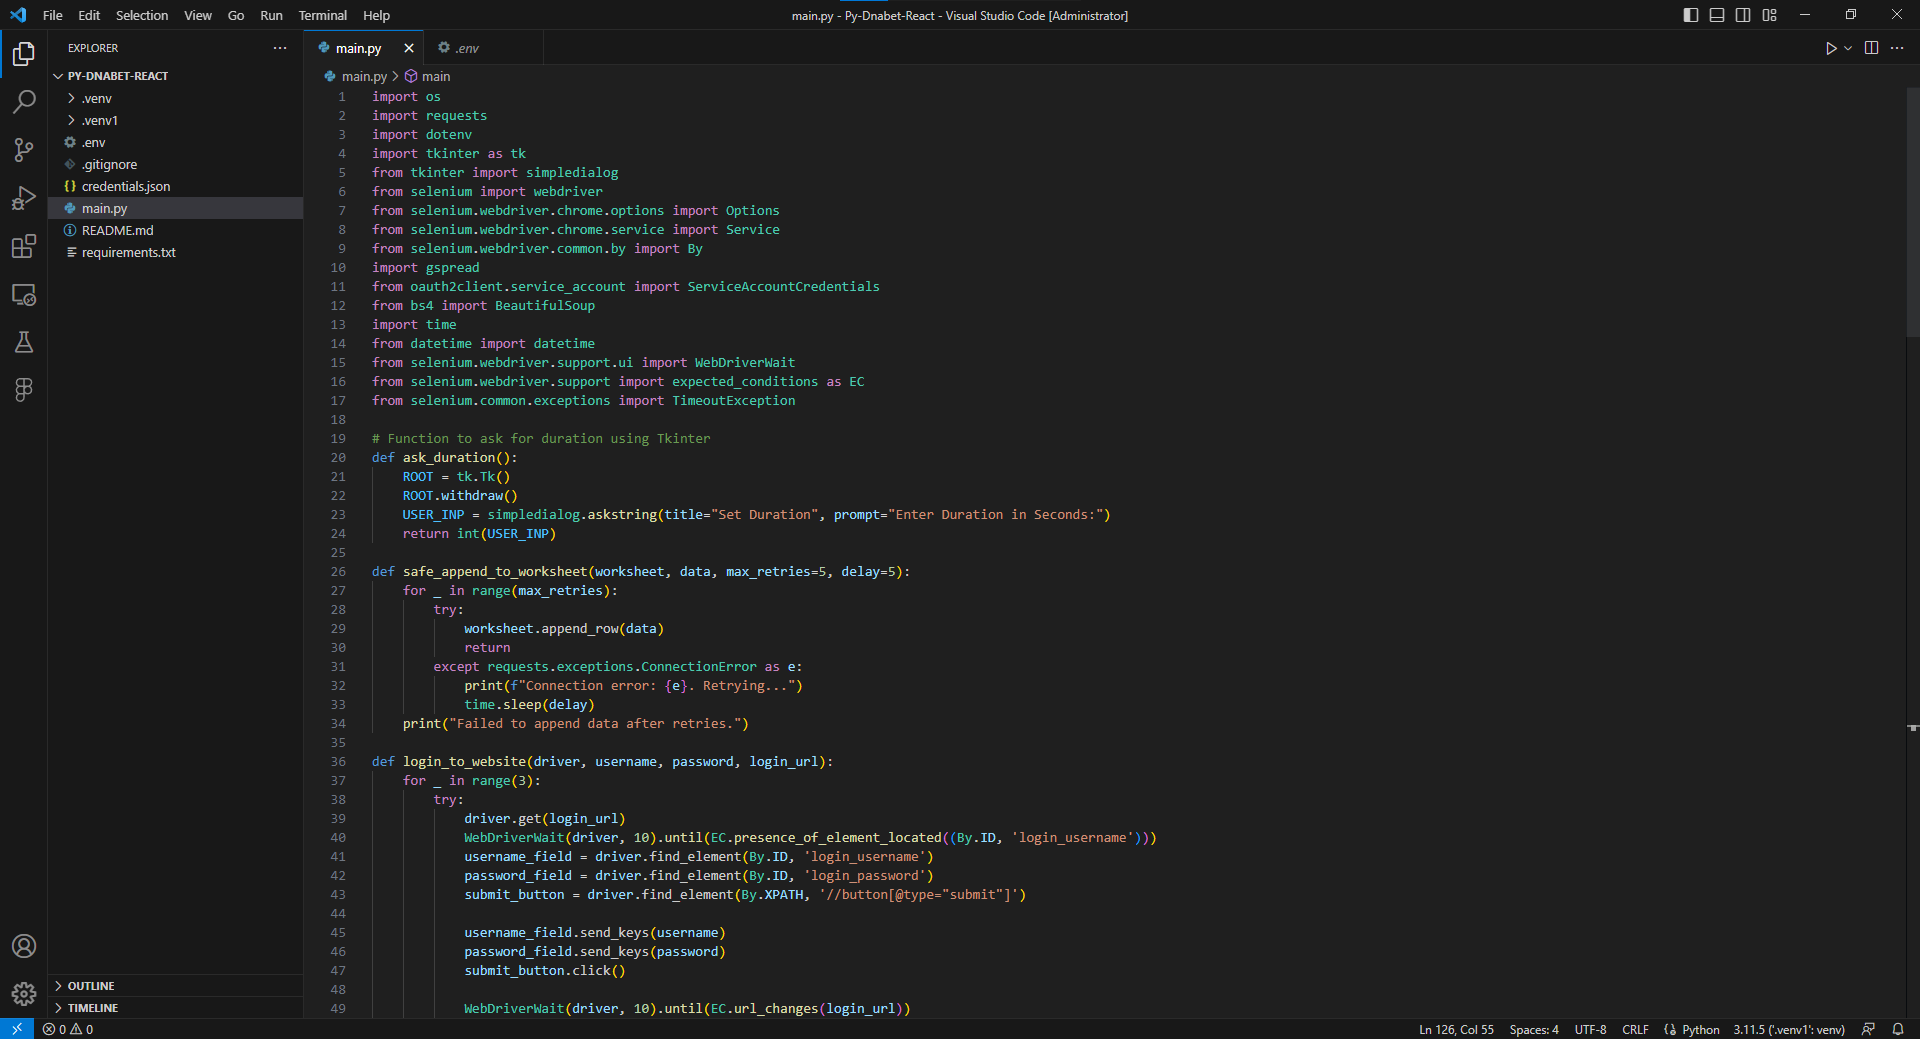 File Edit Selection View Go Run Terminal Help
main.py - Py-Dnabet-React - Visual Studio Code [Administrator]
EXPLORER
PY-DNABET-REACT
.venv
.venv1
.env
.gitignore
credentials.json
main.py
README.md
requirements.txt
OUTLINE
TIMELINE
main.py .env
main.py > main
1 import os
2 import requests
3 import dotenv
4 import tkinter as tk
5 from tkinter import simpledialog
6 from selenium import webdriver
7 from selenium.webdriver.chrome.options import Options
8 from selenium.webdriver.chrome.service import Service
9 from selenium.webdriver.common.by import By
10 import gspread
11 from oauth2client.service_account import ServiceAccountCredentials
12 from bs4 import BeautifulSoup
13 import time
14 from datetime import datetime
15 from selenium.webdriver.support.ui import WebDriverWait
16 from selenium.webdriver.support import expected_conditions as EC
17 from selenium.common.exceptions import TimeoutException
18
19 # Function to ask for duration using Tkinter
20 def ask_duration():
21     ROOT = tk.Tk()
22     ROOT.withdraw()
23     USER_INP = simpledialog.askstring(title="Set Duration", prompt="Enter Duration in Seconds:")
24     return int(USER_INP)
25
26 def safe_append_to_worksheet(worksheet, data, max_retries=5, delay=5):
27     for _ in range(max_retries):
28         try:
29             worksheet.append_row(data)
30             return
31         except requests.exceptions.ConnectionError as e:
32             print(f"Connection error: {e}. Retrying...")
33             time.sleep(delay)
34     print("Failed to append data after retries.")
35
36 def login_to_website(driver, username, password, login_url):
37     for _ in range(3):
38         try:
39             driver.get(login_url)
40             WebDriverWait(driver, 10).until(EC.presence_of_element_located((By.ID, 'login_username')))
41             username_field = driver.find_element(By.ID, 'login_username')
42             password_field = driver.find_element(By.ID, 'login_password')
43             submit_button = driver.find_element(By.XPATH, '//button[@type="submit"]')
44
45             username_field.send_keys(username)
46             password_field.send_keys(password)
47             submit_button.click()
48
49             WebDriverWait(driver, 10).until(EC.url_changes(login_url))
0 0 Ln 126, Col 55 Spaces: 4 UTF-8 CRLF Python 3.11.5 ('.venv1': venv)